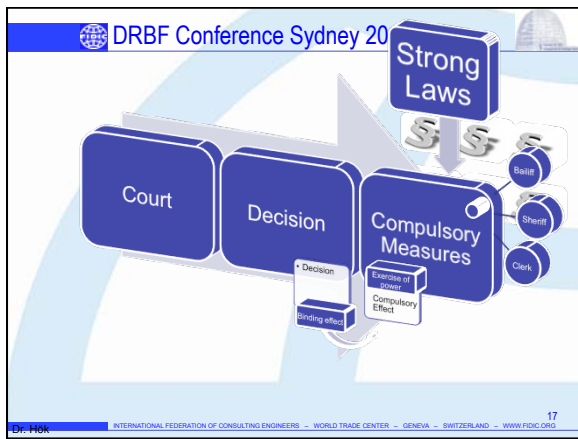 FIDIC
DRBF Conference Sydney 20
Strong
Laws
§ § §
Court
Decision
Compulsory
Measures
Bailiff
§
Sheriff
Clerk
• Decision
Binding effect
Exercise of
power
Compulsory
Effect
17
Dr. Hök
INTERNATIONAL FEDERATION OF CONSULTING ENGINEERS – WORLD TRADE CENTER – GENEVA – SWITZERLAND – WWW.FIDIC.ORG